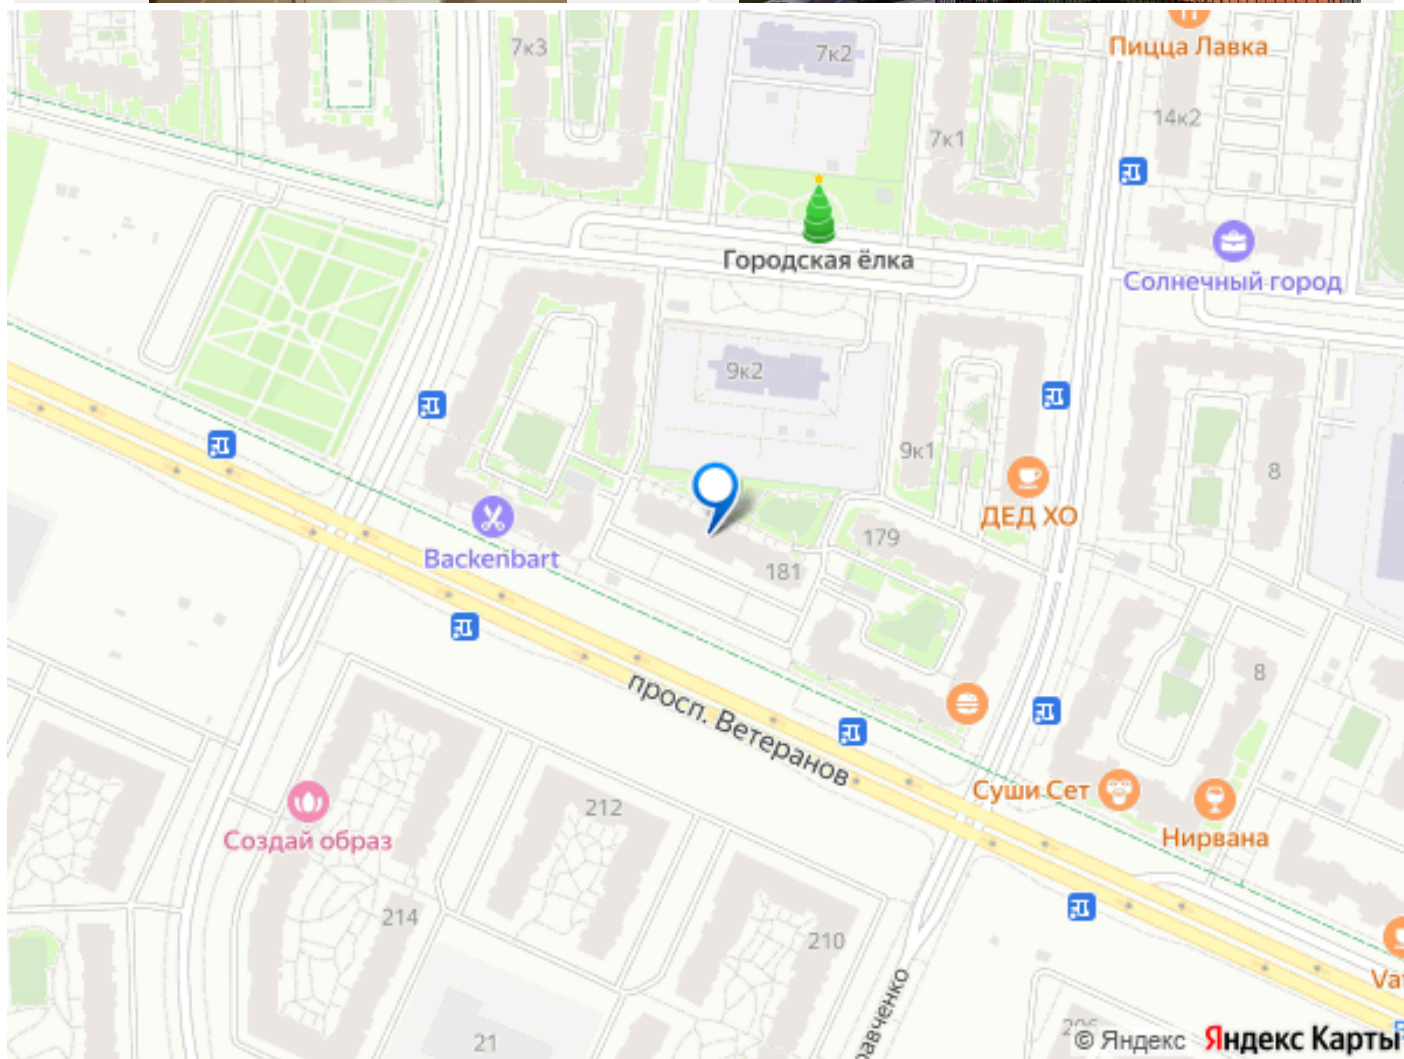 Пицца Лавка
7к3
7к2
14к2
7к1
Городская ёлка
Солнечный город
9к2
9к1
8
ДЕД ХО
179
Backenbart
181
8
просп. Ветеранов
Суши Сет
212
Нирвана
Создай образ
214
210
Vat
21
© Яндекс Яндекс Карты